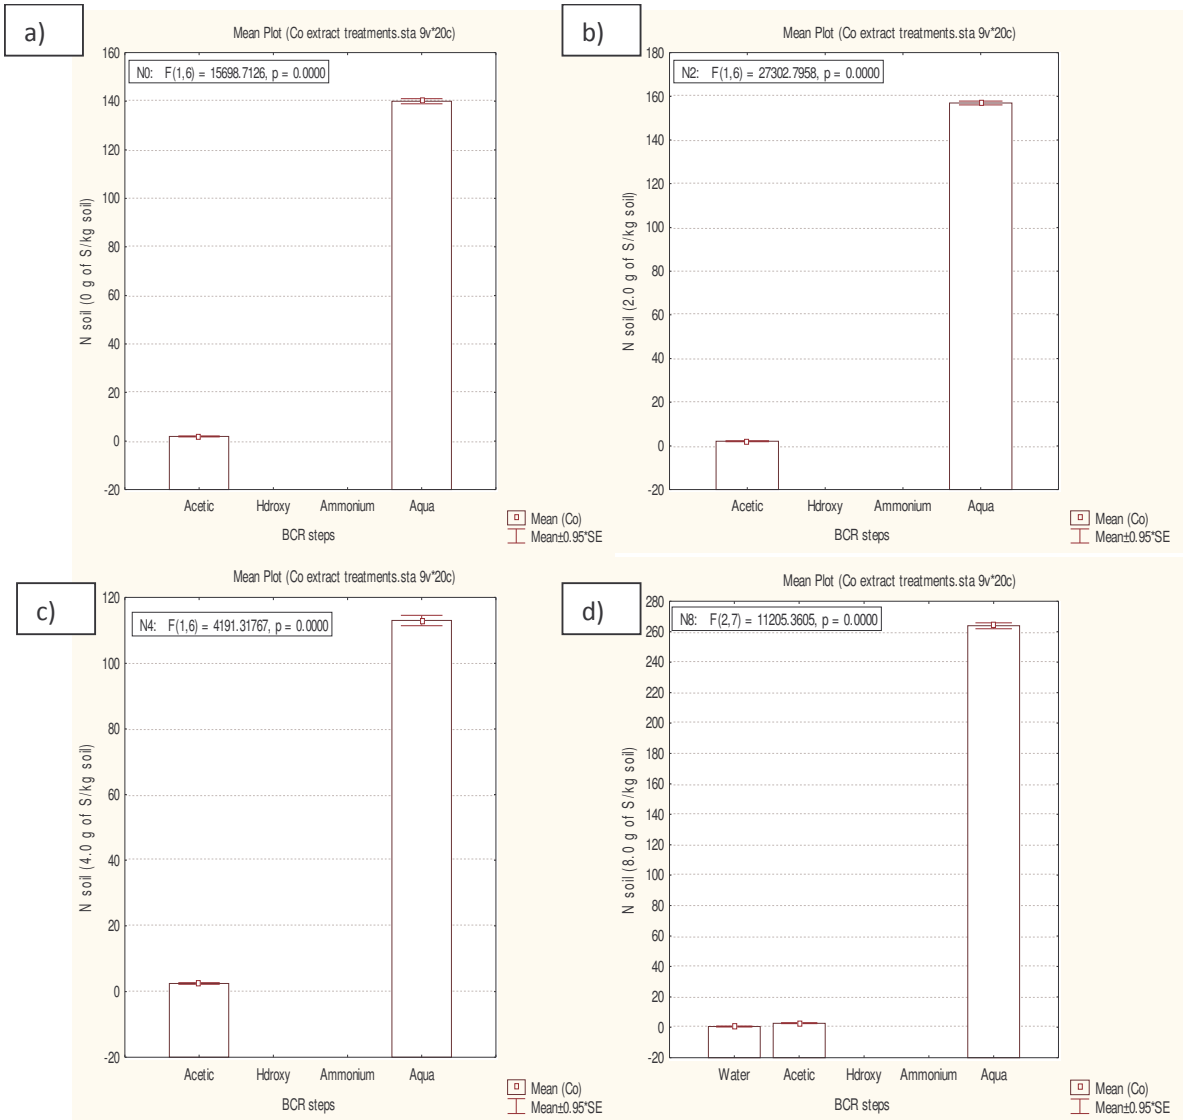 a)
Mean Plot (Co extract treatments.sta 9v*20c)
N0: F(1,6) = 15698.7126, p = 0.0000
160
140
120
100
80
60
40
20
0
-20
N soil (0 g of S/kg soil)
Acetic Hdroxy Ammonium Aqua
BCR steps
Mean (Co)
Mean±0.95*SE
b)
Mean Plot (Co extract treatments.sta 9v*20c)
N2: F(1,6) = 27302.7958, p = 0.0000
180
160
140
120
100
80
60
40
20
0
-20
N soil (2.0 g of S/kg soil)
Acetic Hdroxy Ammonium Aqua
BCR steps
Mean (Co)
Mean±0.95*SE
c)
Mean Plot (Co extract treatments.sta 9v*20c)
N4: F(1,6) = 4191.31767, p = 0.0000
120
100
80
60
40
20
0
-20
N soil (4.0 g of S/kg soil)
Acetic Hdroxy Ammonium Aqua
BCR steps
Mean (Co)
Mean±0.95*SE
d)
Mean Plot (Co extract treatments.sta 9v*20c)
N8: F(2,7) = 11205.3605, p = 0.0000
280
260
240
220
200
180
160
140
120
100
80
60
40
20
0
-20
N soil (8.0 g of S/kg soil)
Water Acetic Hdroxy Ammonium Aqua
BCR steps
Mean (Co)
Mean±0.95*SE